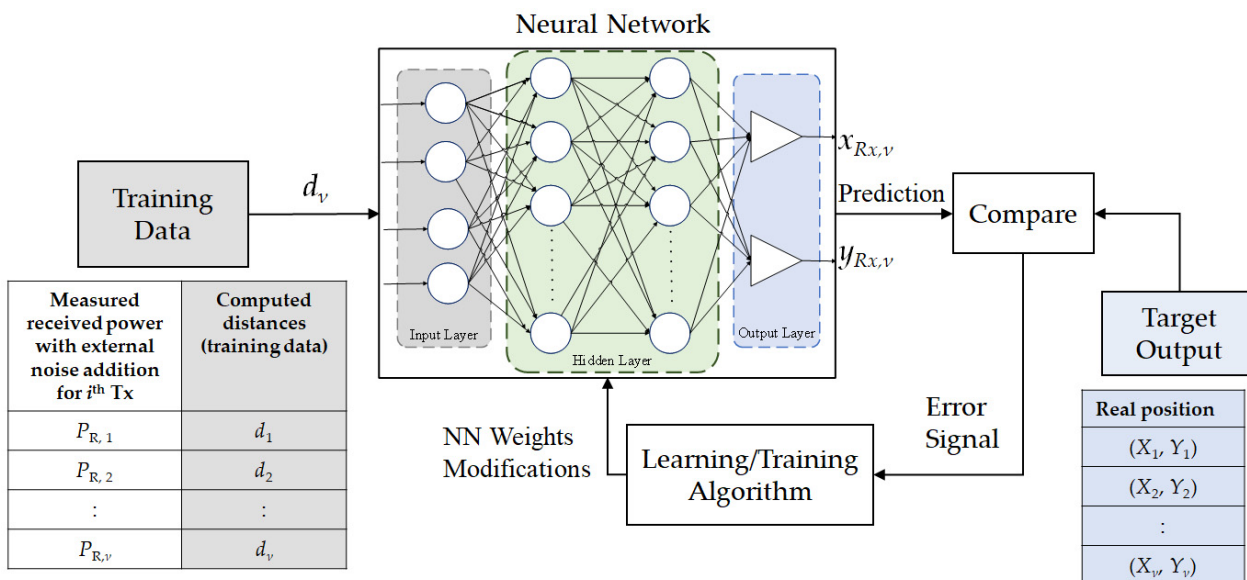 Neural Network
Training
Data
d_ν
Input Layer
Hidden Layer
Output Layer
x_{Rx,ν}
Prediction
y_{Rx,ν}
Compare
Target
Output
Error
Signal
Learning/Training
Algorithm
NN Weights
Modifications
Measured
received power
with external
noise addition
for i^{th} Tx
Computed
distances
(training data)
P_{R, 1} d_1
P_{R, 2} d_2
: :
P_{R,ν} d_ν
Real position
(X_1, Y_1)
(X_2, Y_2)
:
(X_ν, Y_ν)